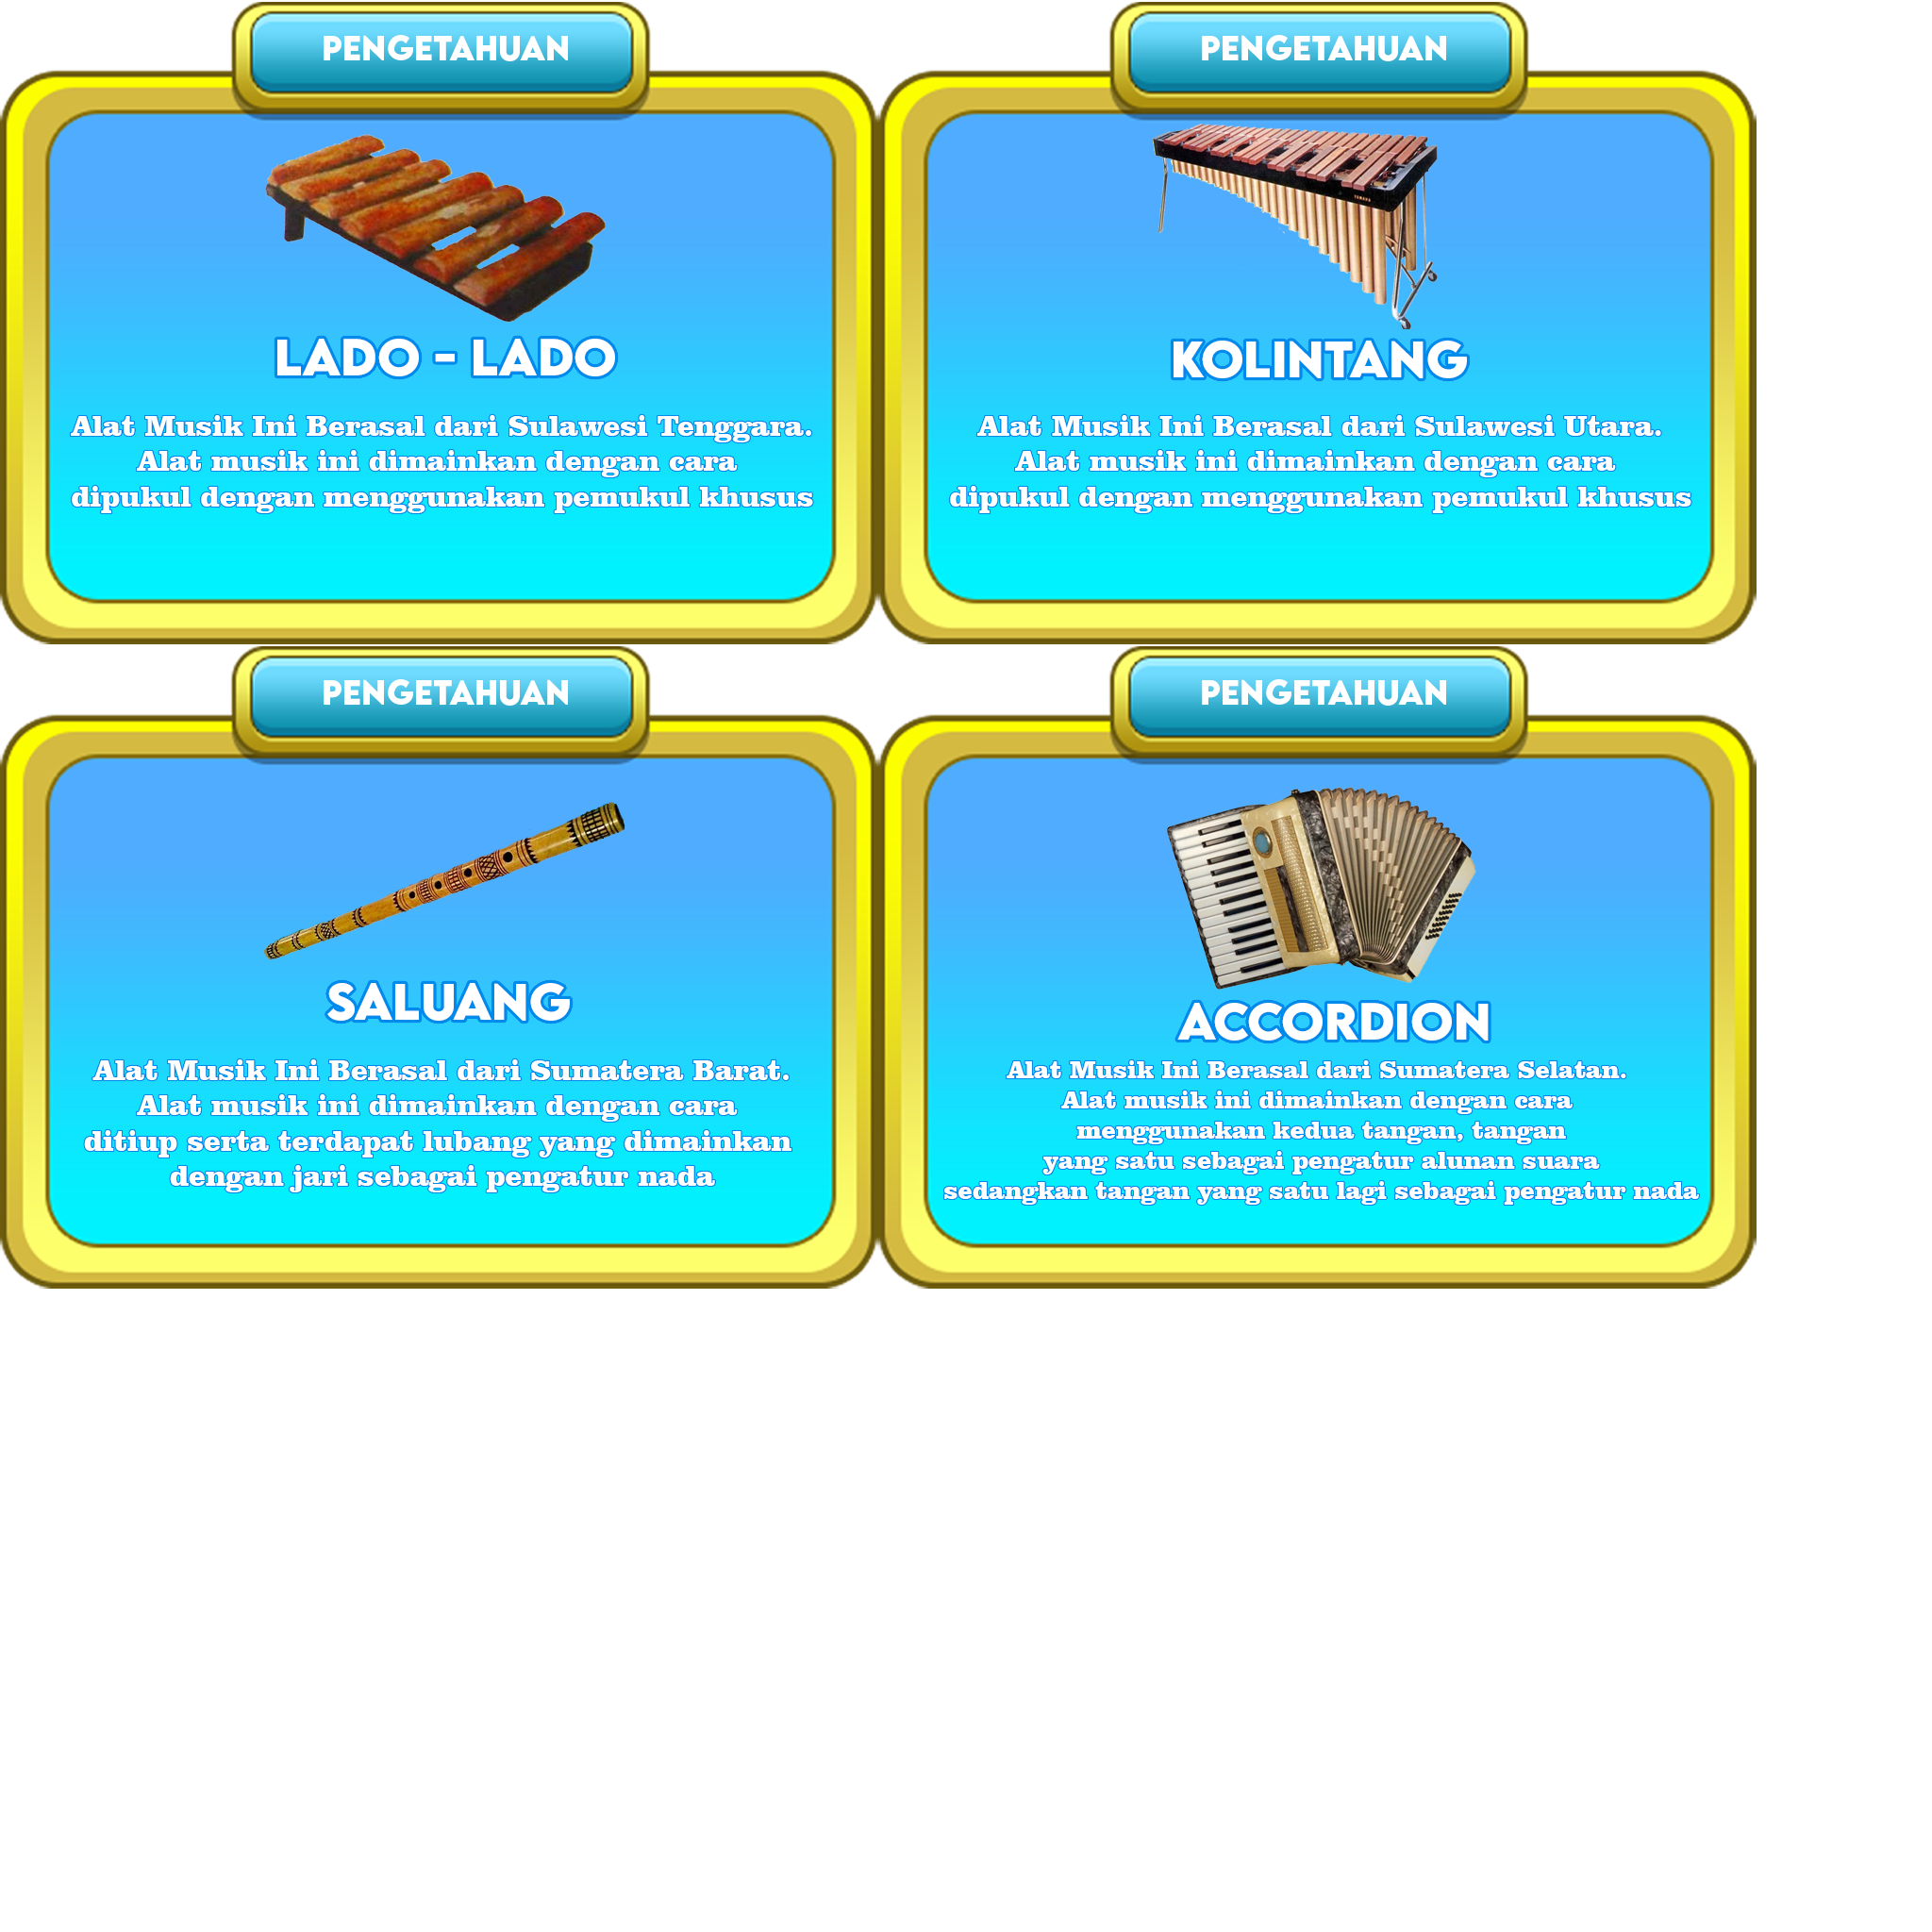 PENGETAHUAN
LADO - LADO
Alat Musik Ini Berasal dari Sulawesi Tenggara.
Alat musik ini dimainkan dengan cara
dipukul dengan menggunakan pemukul khusus
PENGETAHUAN
YAMAHA
KOLINTANG
Alat Musik Ini Berasal dari Sulawesi Utara.
Alat musik ini dimainkan dengan cara
dipukul dengan menggunakan pemukul khusus
PENGETAHUAN
SALUANG
Alat Musik Ini Berasal dari Sumatera Barat.
Alat musik ini dimainkan dengan cara
ditiup serta terdapat lubang yang dimainkan
dengan jari sebagai pengatur nada
PENGETAHUAN
ACCORDION
Alat Musik Ini Berasal dari Sumatera Selatan.
Alat musik ini dimainkan dengan cara
menggunakan kedua tangan, tangan
yang satu sebagai pengatur alunan suara
sedangkan tangan yang satu lagi sebagai pengatur nada